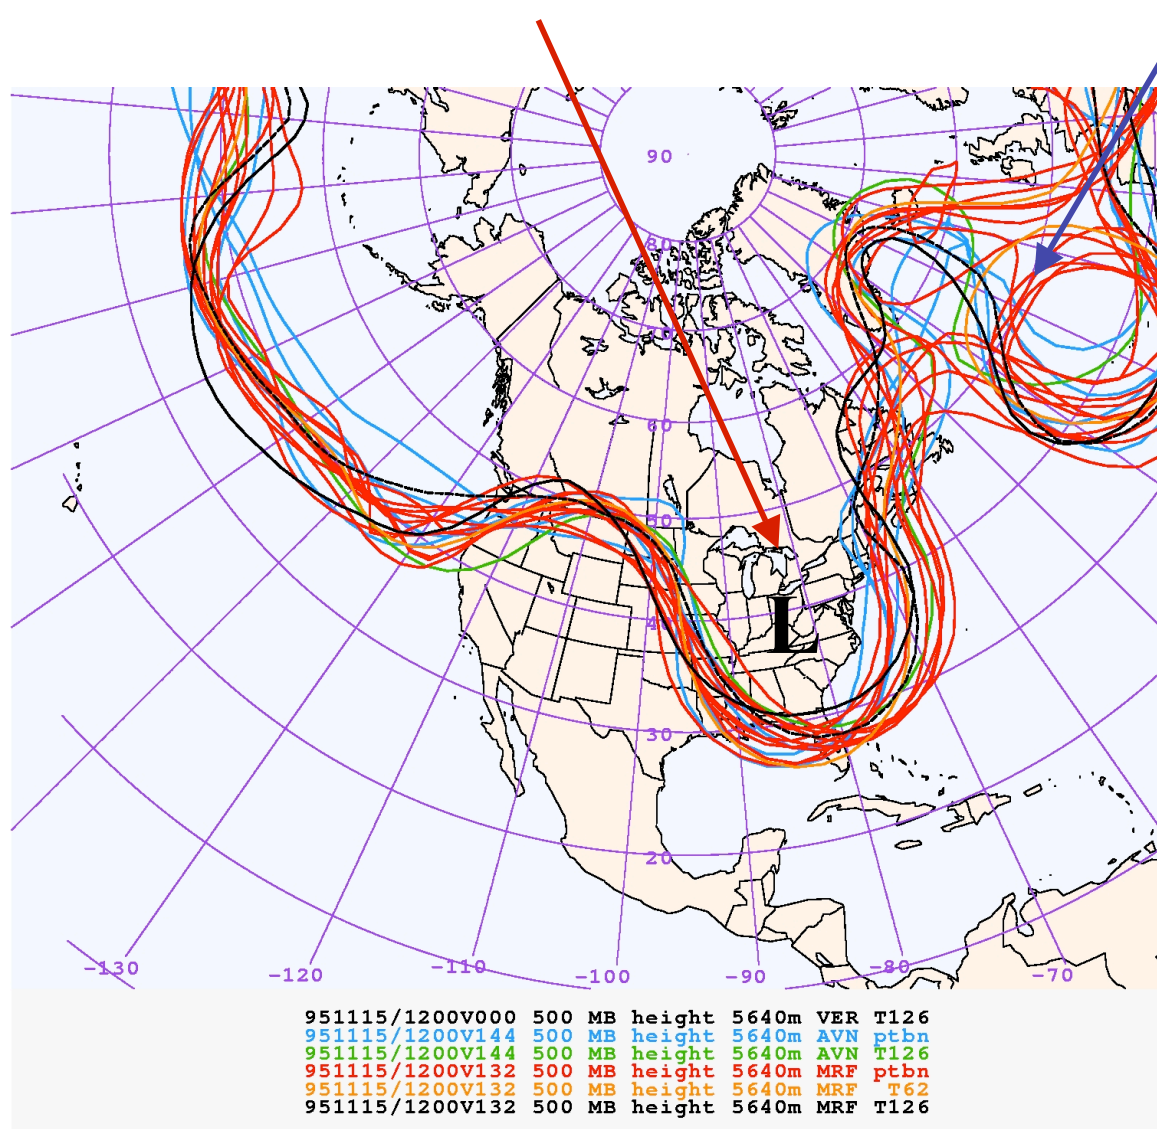 90
80
70
60
50
40
L
30
20
-130
-120
-110
-100
-90
-80
-70
951115/1200V000 500 MB height 5640m VER T126
951115/1200V144 500 MB height 5640m AVN ptbn
951115/1200V144 500 MB height 5640m AVN T126
951115/1200V132 500 MB height 5640m MRF ptbn
951115/1200V132 500 MB height 5640m MRF T62
951115/1200V132 500 MB height 5640m MRF T126